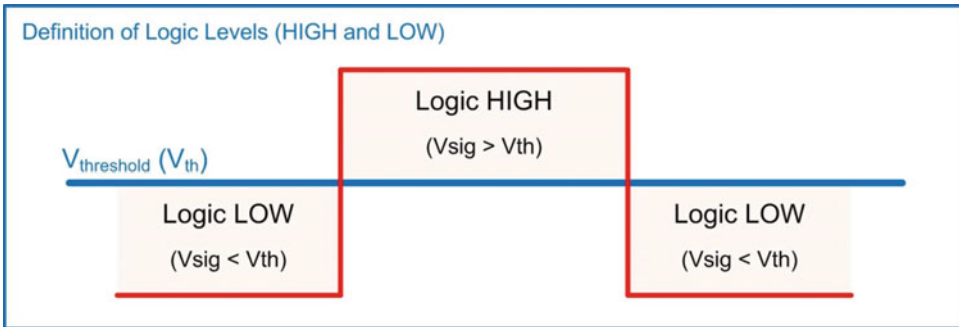 Definition of Logic Levels (HIGH and LOW)
Logic HIGH
(Vsig > Vth)
Vthreshold (Vth)
Logic LOW
(Vsig < Vth)
Logic LOW
(Vsig < Vth)